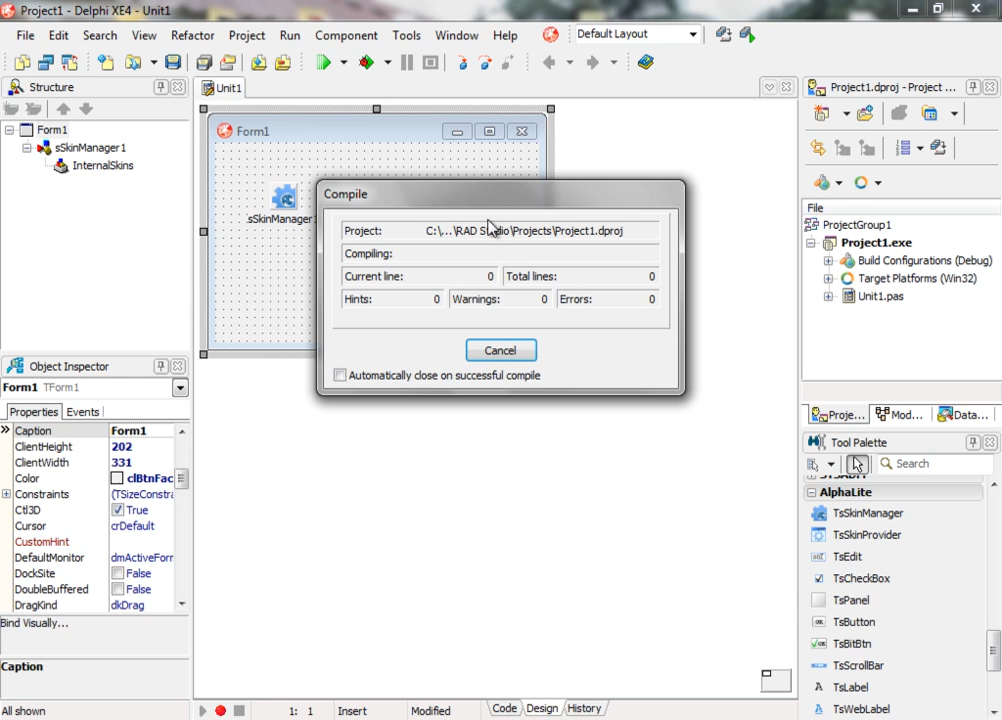 Project1 - Delphi XE4 - Unit1
File Edit Search View Refactor Project Run Component Tools Window Help Default Layout
Structure
Form1
sSkinManager1
InternalSkins
Object Inspector
Form1 TForm1
Properties Events
Caption Form1
ClientHeight 202
ClientWidth 331
Color clBtnFac
Constraints (TSizeConstra
Ctl3D True
Cursor crDefault
CustomHint
DefaultMonitor dmActiveForm
DockSite False
DoubleBuffered False
DragKind dkDrag
Bind Visually...
Caption
All shown
Unit1
Form1
sSkinManager1
Compile
Project: C:\...\RAD Studio\Projects\Project1.dproj
Compiling:
Current line: 0 Total lines: 0
Hints: 0 Warnings: 0 Errors: 0
Cancel
Automatically close on successful compile
1: 1 Insert Modified Code Design History
Project1.dproj - Project ...
File
ProjectGroup1
Project1.exe
Build Configurations (Debug)
Target Platforms (Win32)
Unit1.pas
Proje... Mod... Data...
Tool Palette
Search
AlphaLite
TsSkinManager
TsSkinProvider
TsEdit
TsCheckBox
TsPanel
TsButton
TsBitBtn
TsScrollBar
TsLabel
TsWebLabel